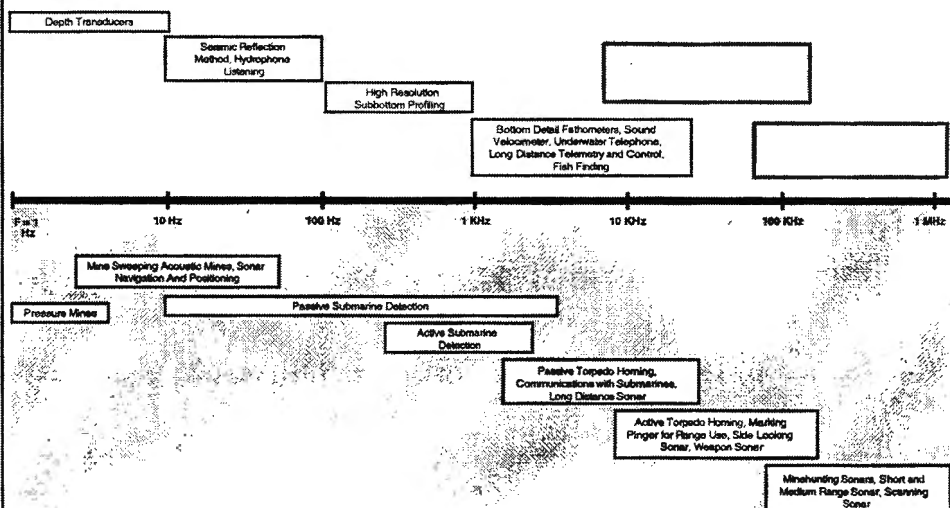 Depth Transducers
Seismic Reflection
Method, Hydrophone
Listening
High Resolution
Subbottom Profiling
Bottom Detail Fathometers, Sound
Velocimeter, Underwater Telephone,
Long Distance Telemetry and Control,
Fish Finding
F = 1
Hz
10 Hz
100 Hz
1 KHz
10 KHz
100 KHz
1 MHz
Mine Sweeping Acoustic Mines, Sonar
Navigation And Positioning
Passive Submarine Detection
Pressure Mines
Active Submarine
Detection
Passive Torpedo Homing,
Communications with Submarines,
Long Distance Sonar
Active Torpedo Homing, Marking
Pinger for Range Use, Side Looking
Sonar, Weapon Sonar
Minehunting Sonars, Short and
Medium Range Sonar, Scanning
Sonar